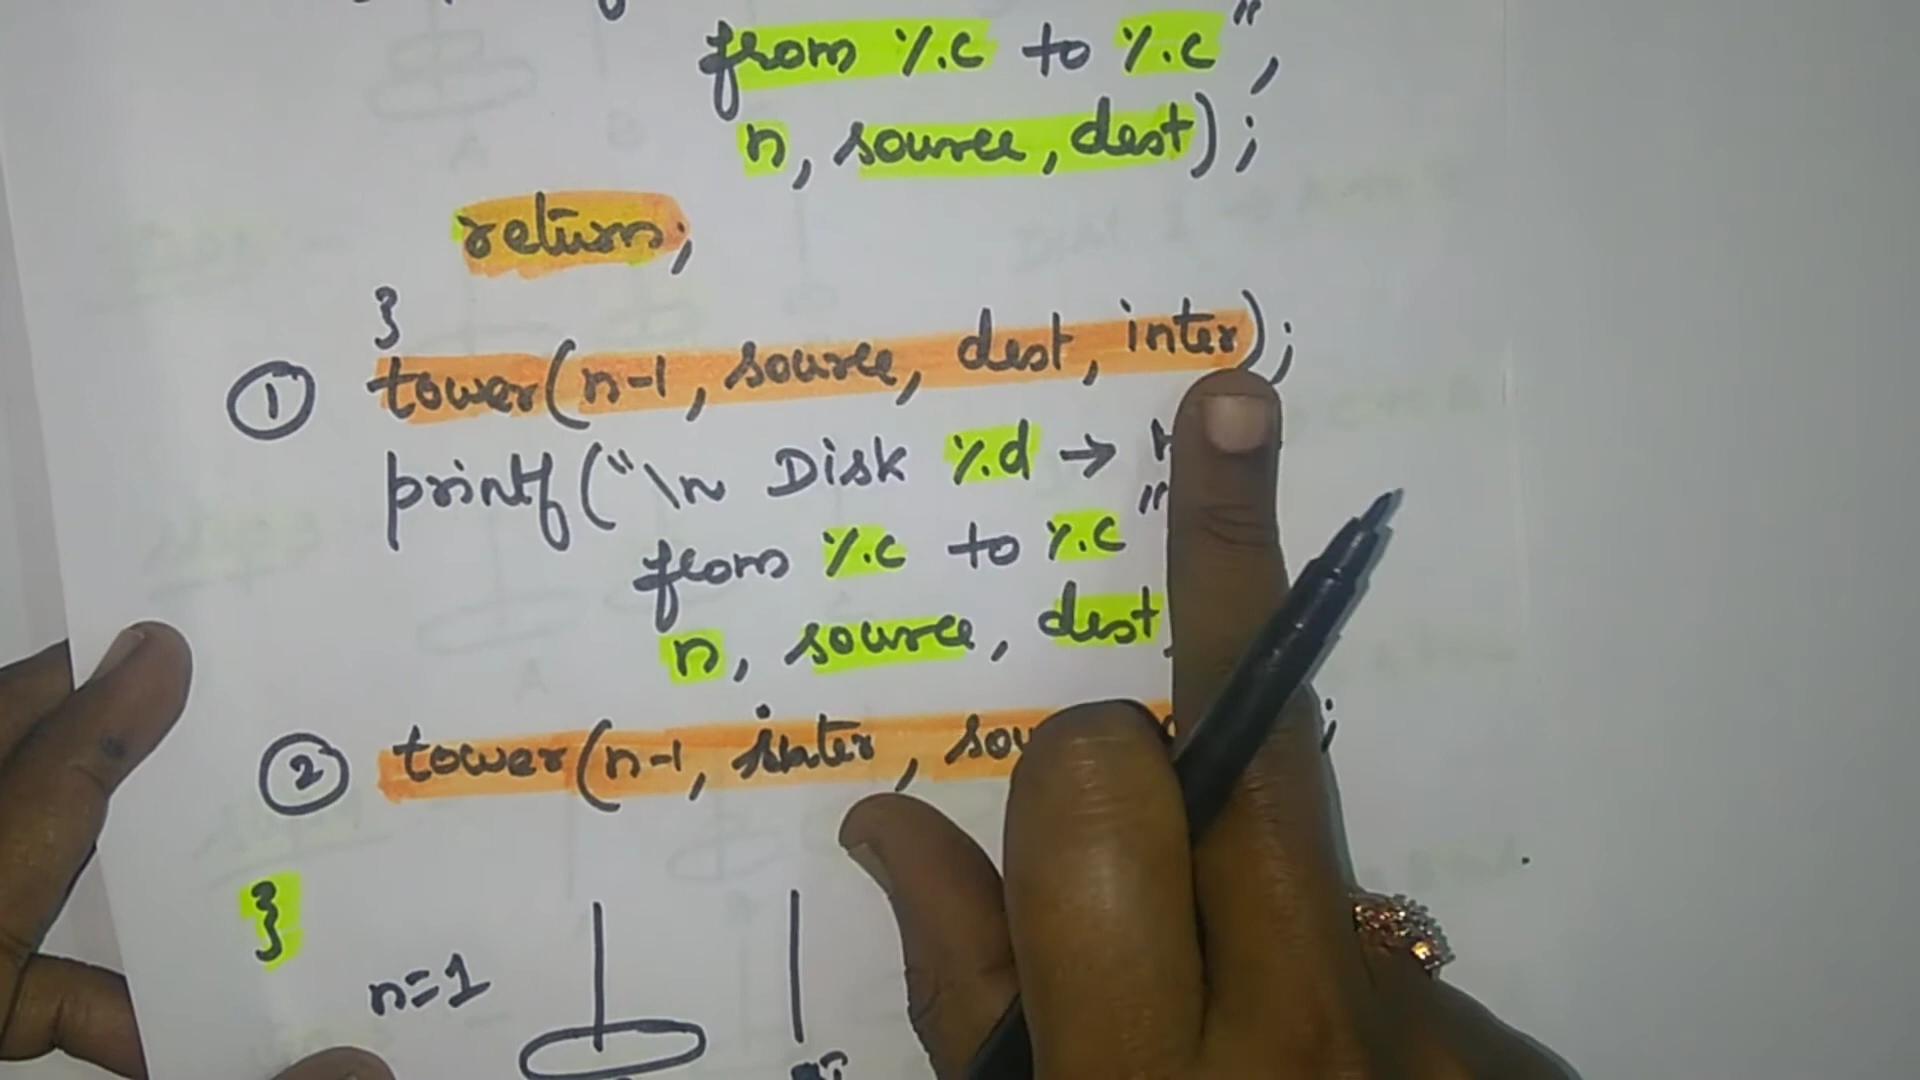 from %c to %c",
n, source, dest);
return;
}
① tower(n-1, source, dest, inter);
printf("\n Disk %d →
from %c to %c"
n, source, dest
② tower(n-1, inter, sou ;
}
n=1